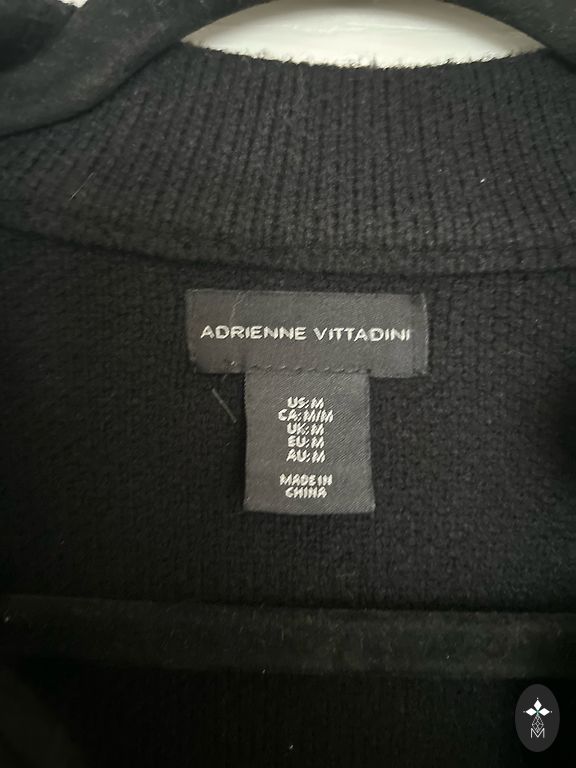 ADRIENNE VITTADINI
US: M
CA: M/M
UK: M
EU: M
AU: M
MADE IN
CHINA
M